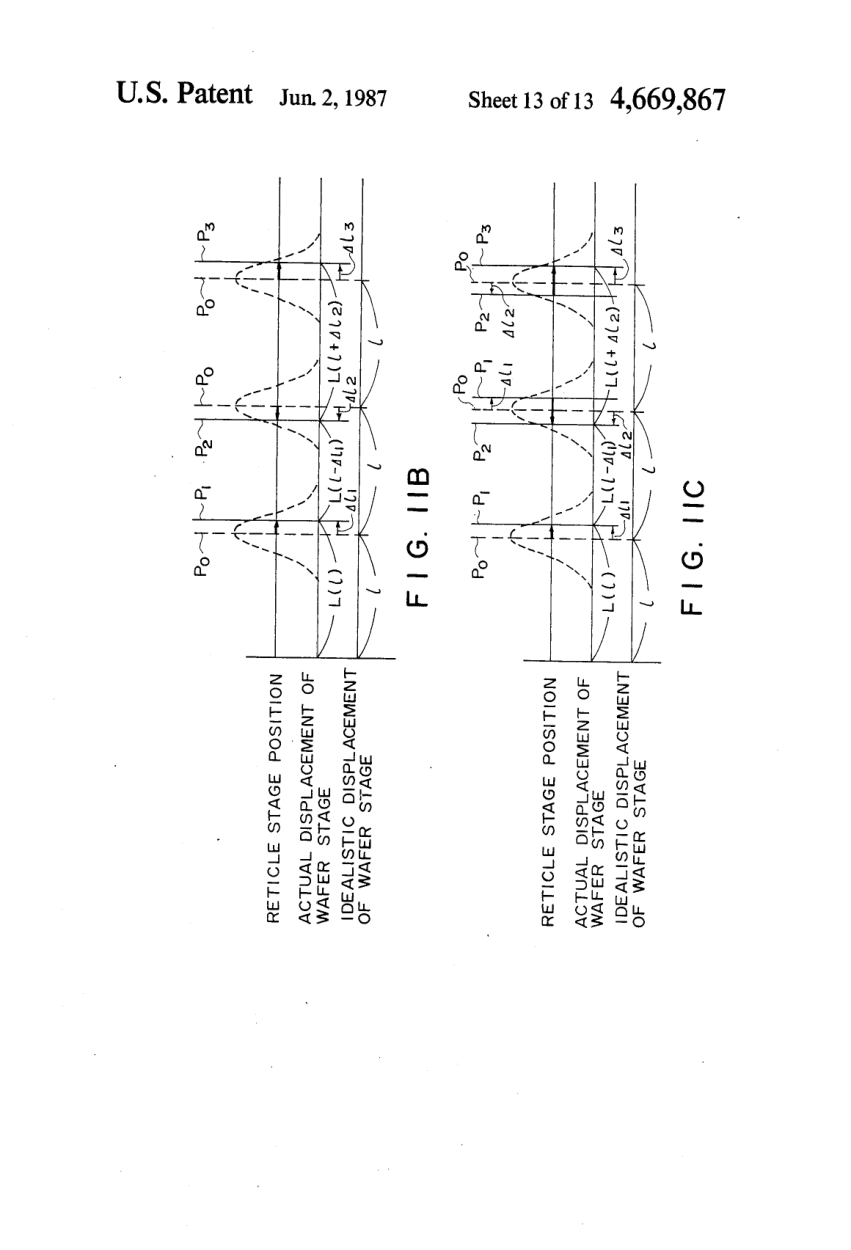 U.S. Patent Jun. 2, 1987 Sheet 13 of 13 4,669,867
P0 P1 P2 P0 P0 P3
RETICLE STAGE POSITION
ACTUAL DISPLACEMENT OF
WAFER STAGE
L(l) L(l-Δl1) L(l+Δl2)
Δl1 Δl2 Δl3
IDEALISTIC DISPLACEMENT
OF WAFER STAGE
l l l
FIG. 11B
P0 P1 P2 P0 P1 P2 P0 P3
Δl1 Δl2
RETICLE STAGE POSITION
ACTUAL DISPLACEMENT OF
WAFER STAGE
L(l) L(l-Δl1) L(l+Δl2)
Δl1 Δl2 Δl3
IDEALISTIC DISPLACEMENT
OF WAFER STAGE
l l l
FIG. 11C